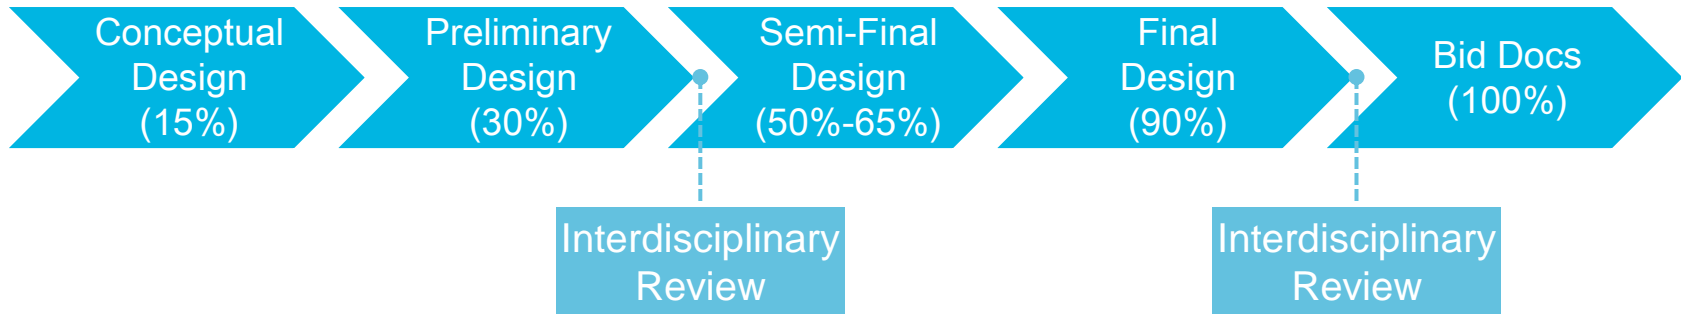 Conceptual
Design
(15%)
Preliminary
Design
(30%)
Semi-Final
Design
(50%-65%)
Final
Design
(90%)
Bid Docs
(100%)
Interdisciplinary
Review
Interdisciplinary
Review